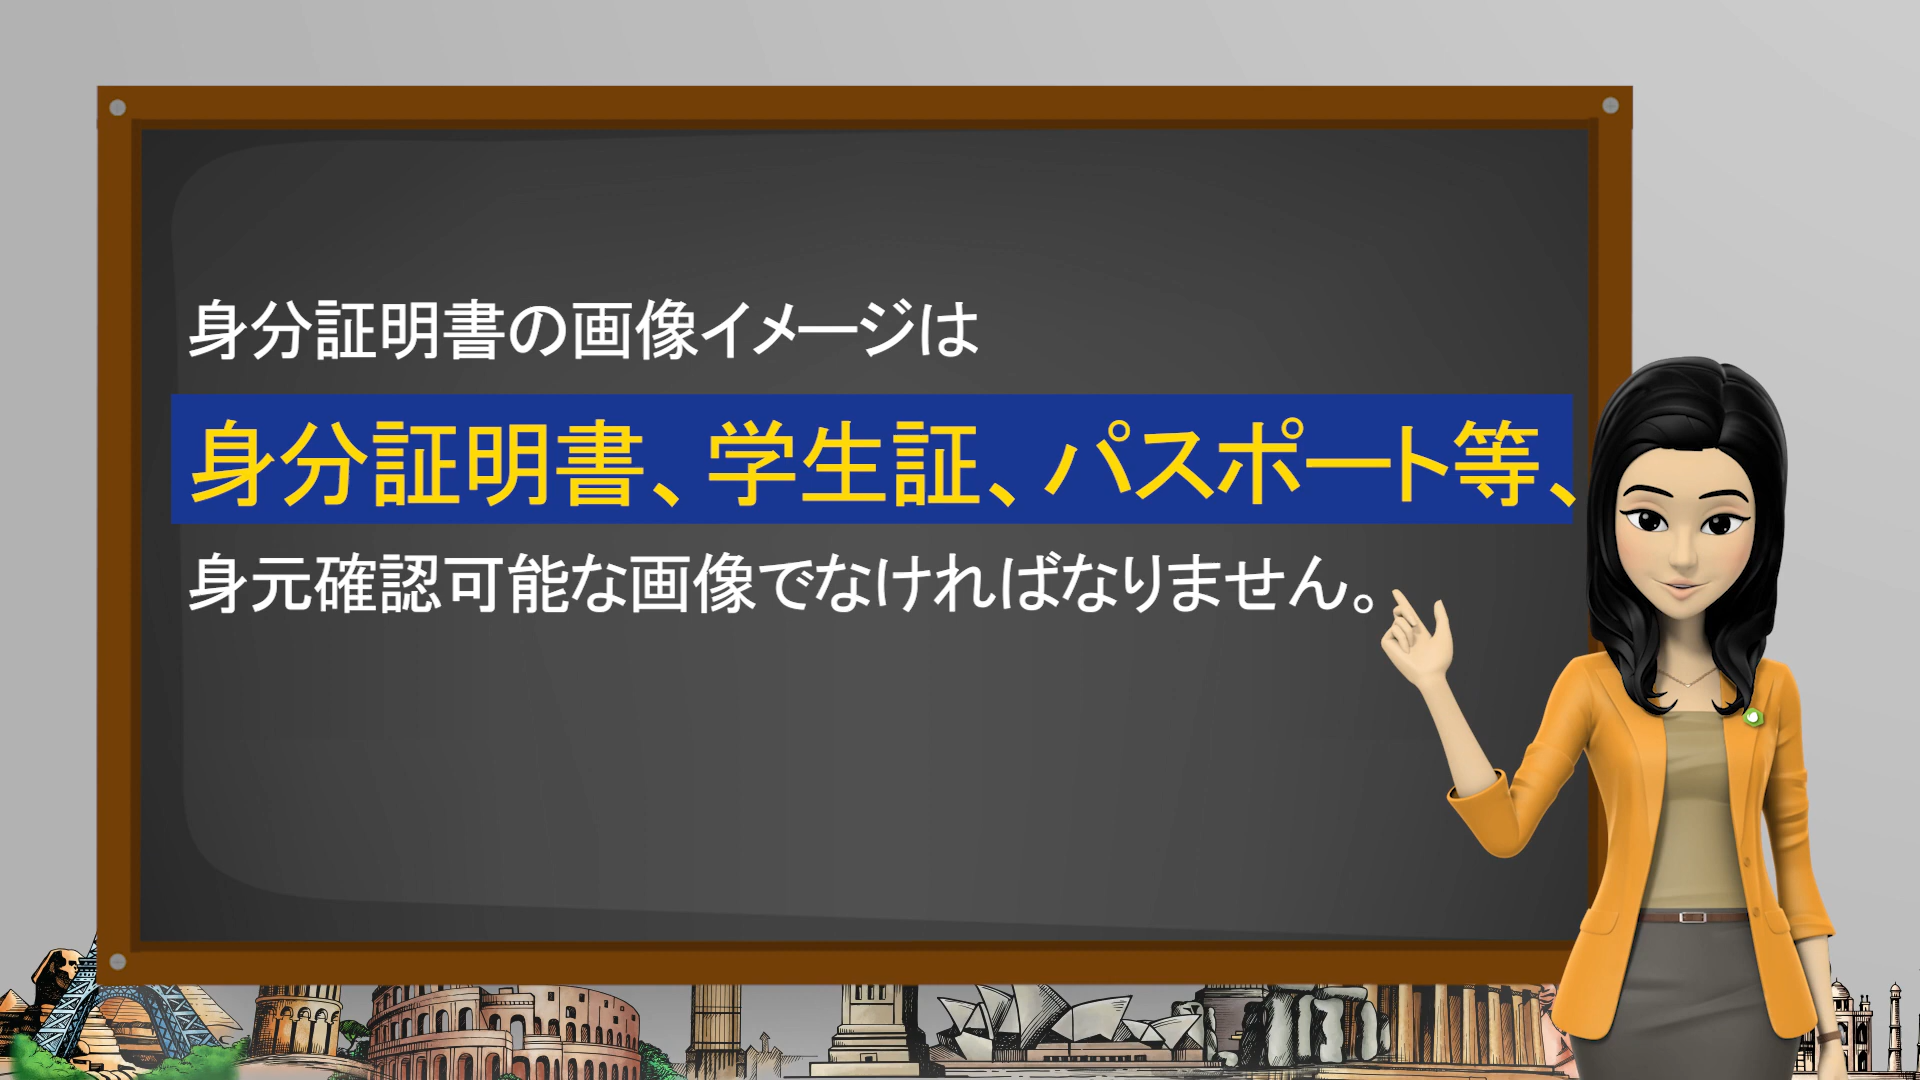 身分証明書の画像イメージは
身分証明書、学生証、パスポート等、
身元確認可能な画像でなければなりません。